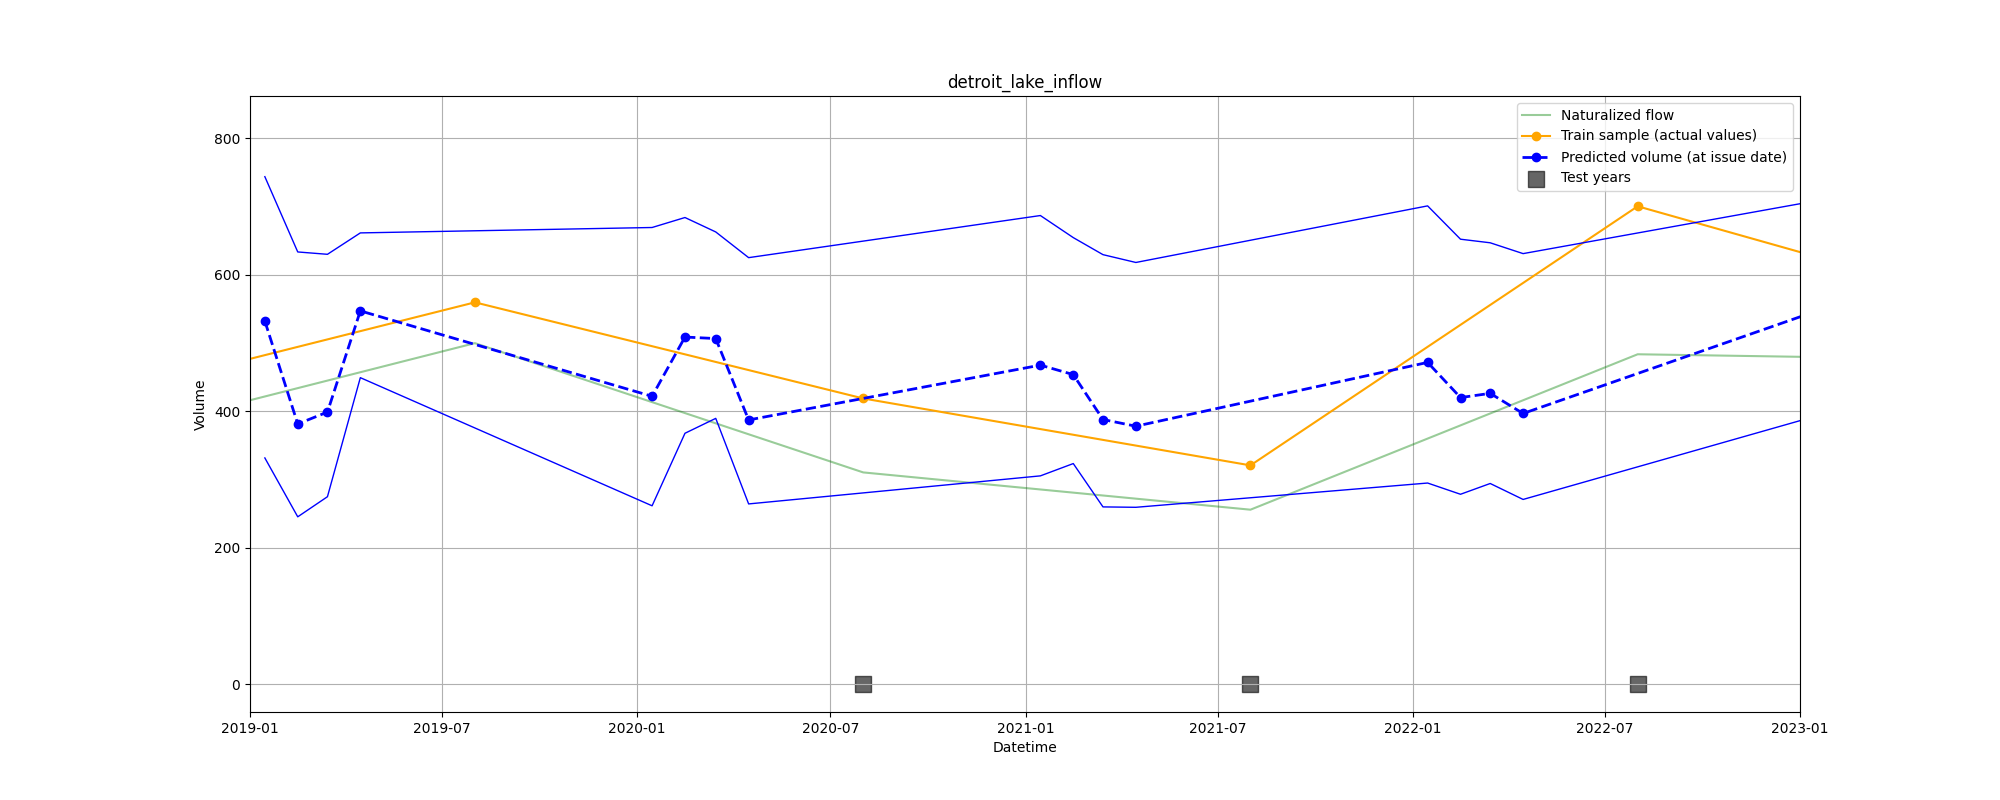 detroit_lake_inflow
Naturalized flow
Train sample (actual values)
Predicted volume (at issue date)
Test years
Volume
800
600
400
200
0
2019-01
2019-07
2020-01
2020-07
2021-01
2021-07
2022-01
2022-07
2023-01
Datetime